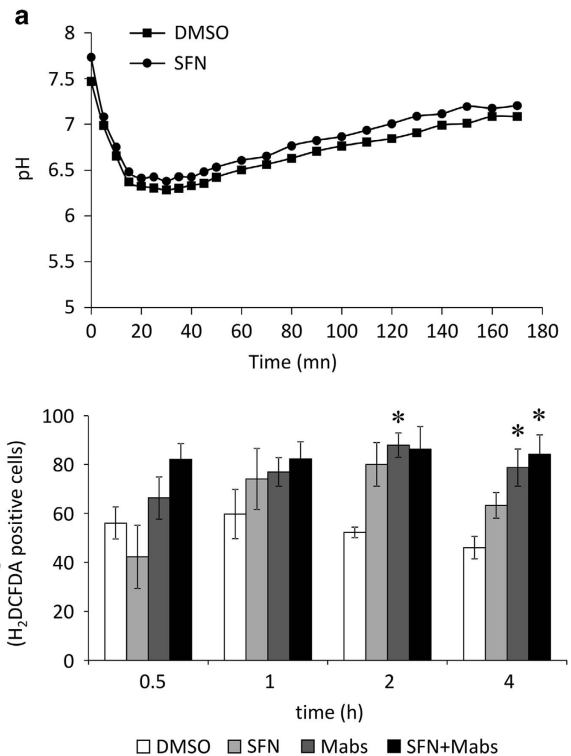 a
DMSO
SFN
8
7.5
7
6.5
6
5.5
5
pH
0 20 40 60 80 100 120 140 160 180
Time (mn)
100
80
60
40
20
0
(H₂DCFDA positive cells)
* * *
0.5 1 2 4
time (h)
DMSO SFN Mabs SFN+Mabs